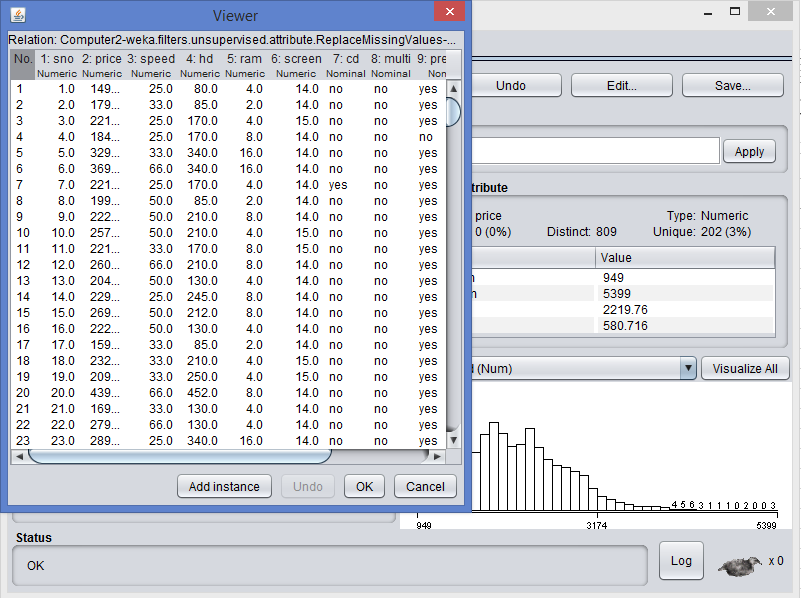 Viewer
Relation: Computer2-weka.filters.unsupervised.attribute.ReplaceMissingValues-...
No. 1: sno 2: price 3: speed 4: hd 5: ram 6: screen 7: cd 8: multi 9: pre
Numeric Numeric Numeric Numeric Numeric Numeric Nominal Nominal Non
1 1.0 149... 25.0 80.0 4.0 14.0 no no yes
2 2.0 179... 33.0 85.0 2.0 14.0 no no yes
3 3.0 221... 25.0 170.0 4.0 15.0 no no yes
4 4.0 184... 25.0 170.0 8.0 14.0 no no no
5 5.0 329... 33.0 340.0 16.0 14.0 no no yes
6 6.0 369... 66.0 340.0 16.0 14.0 no no yes
7 7.0 221... 25.0 170.0 4.0 14.0 yes no yes
8 8.0 199... 50.0 85.0 2.0 14.0 no no yes
9 9.0 222... 50.0 210.0 8.0 14.0 no no yes
10 10.0 257... 50.0 210.0 4.0 15.0 no no yes
11 11.0 221... 33.0 170.0 8.0 15.0 no no yes
12 12.0 260... 66.0 210.0 8.0 14.0 no no yes
13 13.0 204... 50.0 130.0 4.0 14.0 no no yes
14 14.0 229... 25.0 245.0 8.0 14.0 no no yes
15 15.0 269... 50.0 212.0 8.0 14.0 no no yes
16 16.0 222... 50.0 130.0 4.0 14.0 no no yes
17 17.0 159... 33.0 85.0 2.0 14.0 no no yes
18 18.0 232... 33.0 210.0 4.0 15.0 no no yes
19 19.0 209... 33.0 250.0 4.0 15.0 no no yes
20 20.0 439... 66.0 452.0 8.0 14.0 no no yes
21 21.0 169... 33.0 130.0 4.0 14.0 no no yes
22 22.0 279... 66.0 130.0 4.0 14.0 no no yes
23 23.0 289... 25.0 340.0 16.0 14.0 no no yes
Add instance Undo OK Cancel
Undo Edit... Save...
Apply
tribute
price Type: Numeric
0 (0%) Distinct: 809 Unique: 202 (3%)
Value
949
5399
2219.76
580.716
(Num) Visualize All
4 5 6 3 1 1 1 0 2 0 0 3
949 3174 5399
Status
OK
Log x 0